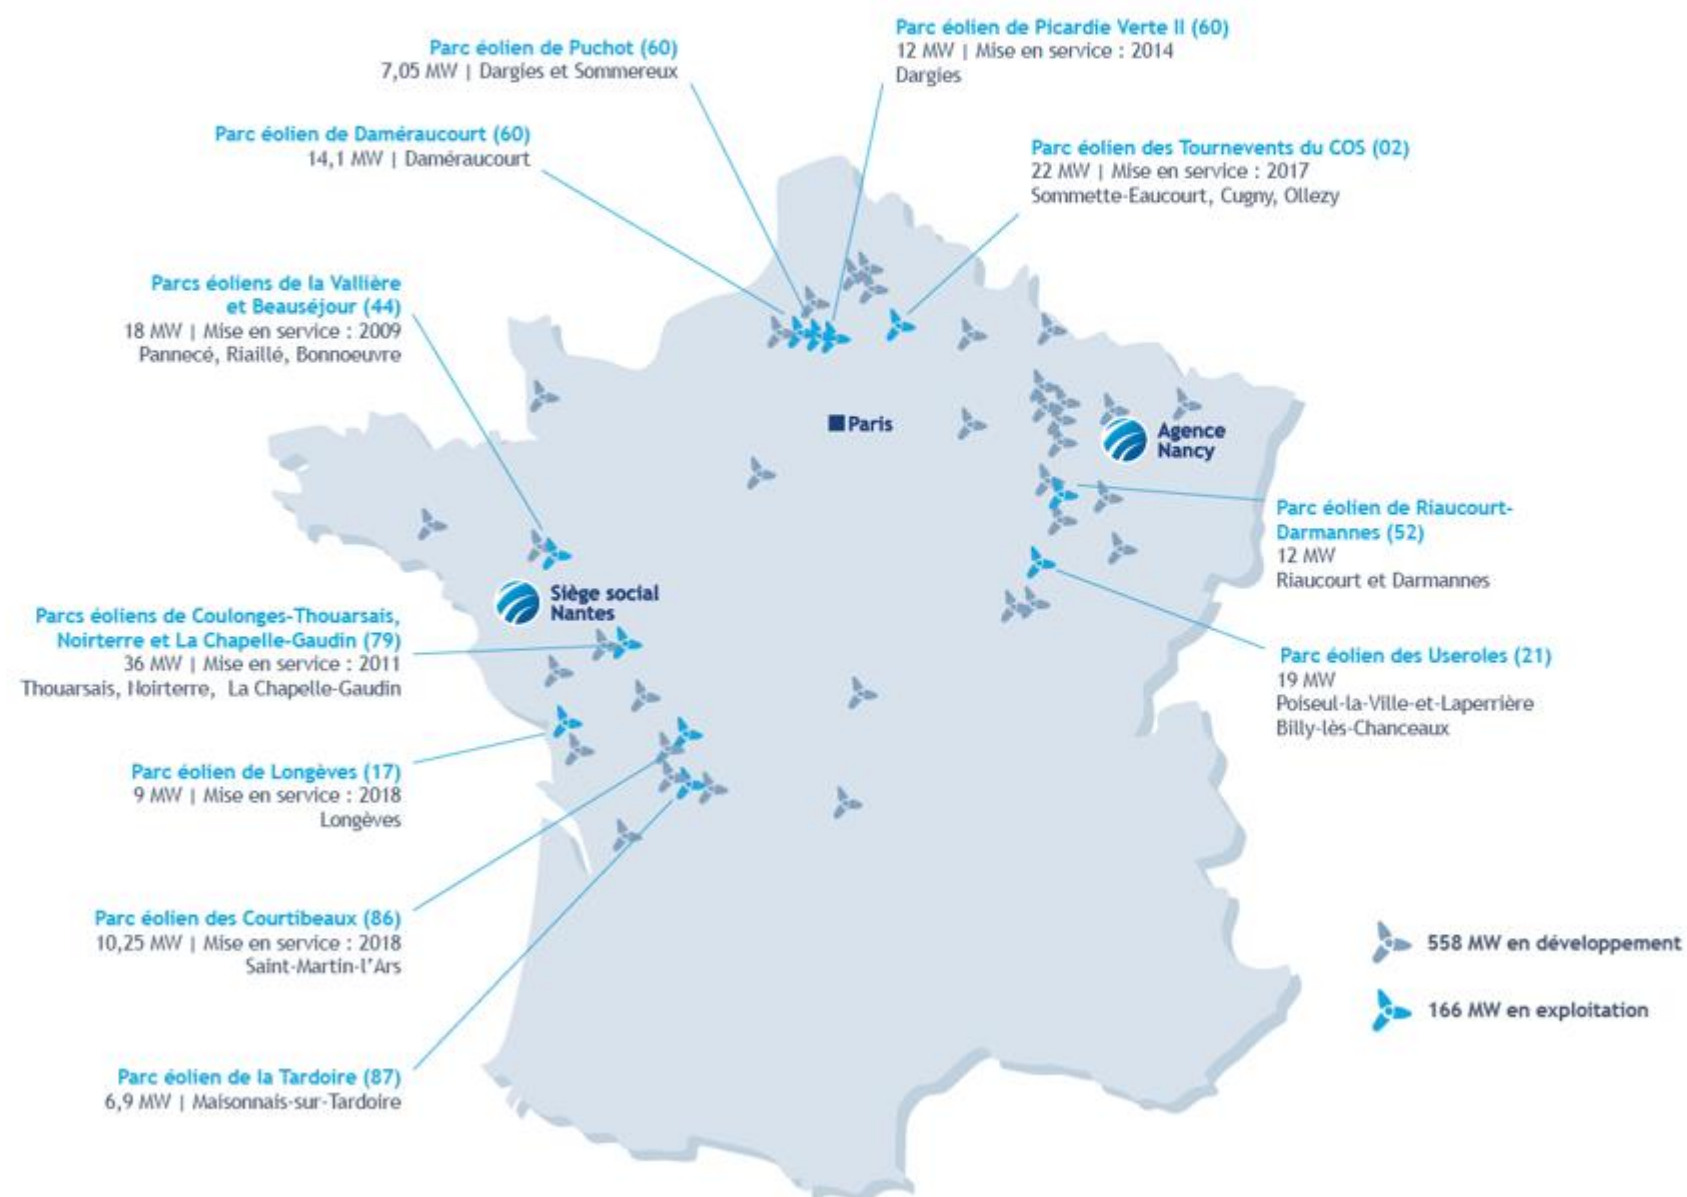 Parc éolien de Picardie Verte II (60)
12 MW | Mise en service : 2014
Dargies
Parc éolien de Puchot (60)
7,05 MW | Dargies et Sommereux
Parc éolien de Daméraucourt (60)
14,1 MW | Daméraucourt
Parc éolien des Tournevents du COS (02)
22 MW | Mise en service : 2017
Sommette-Eaucourt, Cugny, Ollezy
Parcs éoliens de la Vallière
et Beauséjour (44)
18 MW | Mise en service : 2009
Pannecé, Riaillé, Bonnoeuvre
Paris
Agence
Nancy
Parc éolien de Riaucourt-
Darmannes (52)
12 MW
Riaucourt et Darmannes
Siège social
Nantes
Parcs éoliens de Coulonges-Thouarsais,
Noirterre et La Chapelle-Gaudin (79)
36 MW | Mise en service : 2011
Thouarsais, Noirterre, La Chapelle-Gaudin
Parc éolien des Useroles (21)
19 MW
Poiseul-la-Ville-et-Laperrière
Billy-lès-Chanceaux
Parc éolien de Longèves (17)
9 MW | Mise en service : 2018
Longèves
Parc éolien des Courtibeaux (86)
10,25 MW | Mise en service : 2018
Saint-Martin-l'Ars
558 MW en développement
166 MW en exploitation
Parc éolien de la Tardoire (87)
6,9 MW | Maisonnais-sur-Tardoire